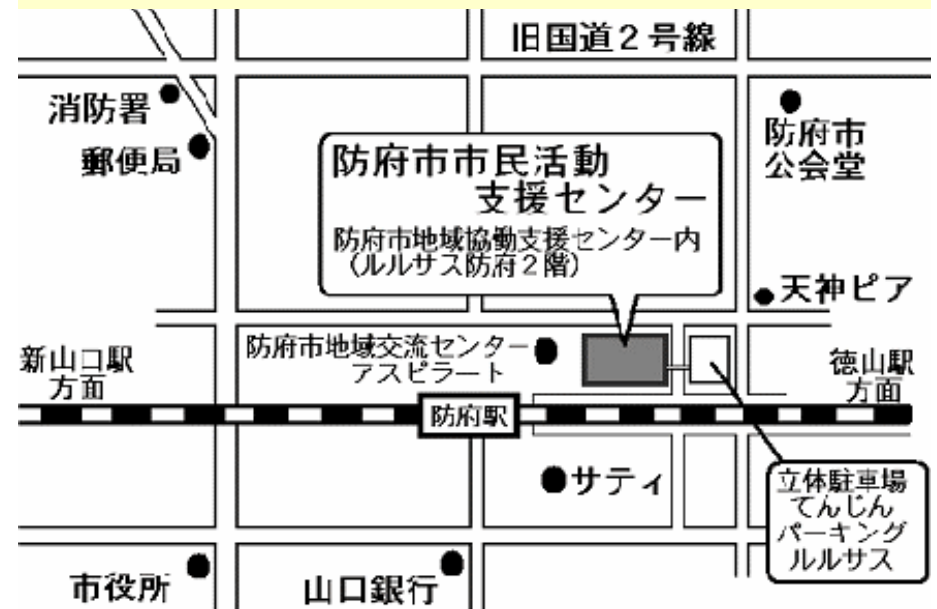 旧国道２号線
消防署
郵便局
防府市
公会堂
防府市市民活動
支援センター
防府市地域協働支援センター内
（ルルサス防府２階）
天神ピア
新山口駅
方面
防府市地域交流センター
アスピラート
徳山駅
方面
防府駅
サティ
立体駐車場
てんじん
パーキング
ルルサス
市役所
山口銀行